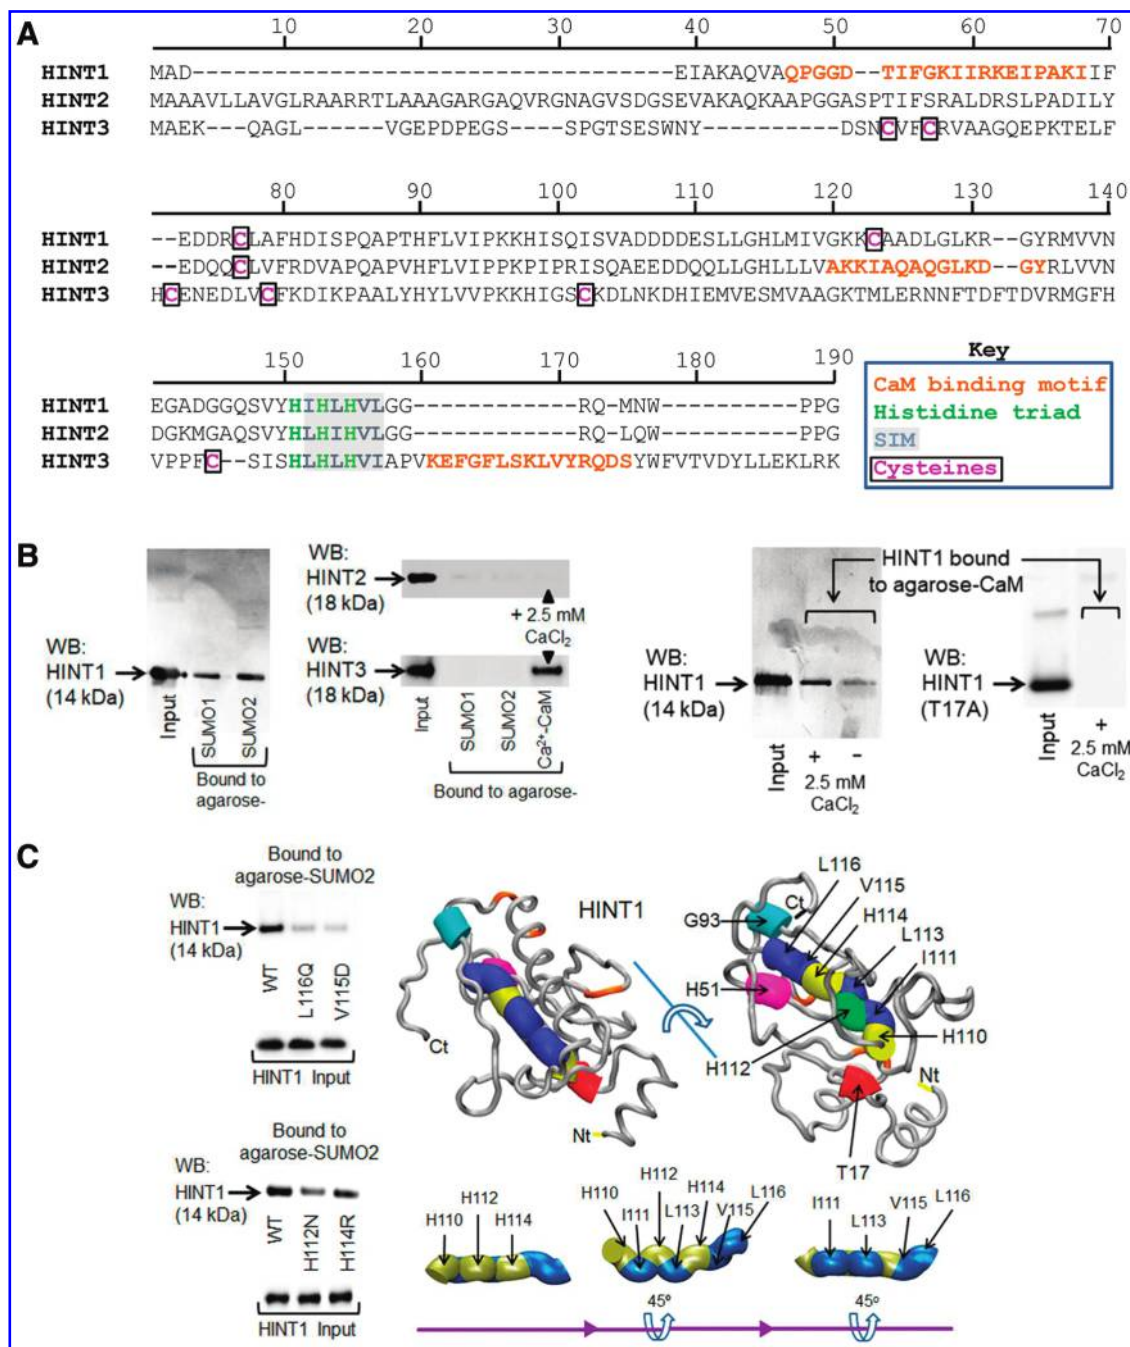 A
10 20 30 40 50 60 70
HINT1 MAD-----------------------------------EIAKAQVAQPGGD--TIFGKIIRKEIPAKIIF
HINT2 MAAAVLLAVGLRAARRTLAAAGARGAQVRGNAGVSDGSEVAKAQKAAPGGASPTIFSRALDRSLPADILY
HINT3 MAEK---QAGL------VGEPDPEGS----SPGTSESWNY----------DSNCVFCRVAAGQEPKTELF
80 90 100 110 120 130 140
HINT1 --EDDRCLAFHDISPQAPTHFLVIPKKHISQISVADDDDESLLGHLMIVGKKCAADLGLKR--GYRMVVN
HINT2 --EDQQCLVFRDVAPQAPVHFLVIPPKPIPRISQAEEDDQQLLGHLLLVAKKIAQAQGLKD--GYRLVVN
HINT3 HCENEDLVCFKDIKPAALYHYLVVPKKHIGSCKDLNKDHIEMVESMVAAGKTMLERNNFTDFTDVRMGFH
150 160 170 180 190
HINT1 EGADGGQSVYHIHLHVLGG------------RQ-MNW---------PPG
HINT2 DGKMGAQSVYHLHIHVLGG------------RQ-LQW---------PPG
HINT3 VPPFC--SISHLHLHVIAPVKEFGFLSKLVYRQDSYWFVTVDYLLEKLRK
Key
CaM binding motif
Histidine triad
SIM
Cysteines
B
WB:
HINT1
(14 kDa)
Input
SUMO1
SUMO2
Bound to
agarose-
WB:
HINT2
(18 kDa)
+ 2.5 mM
CaCl2
WB:
HINT3
(18 kDa)
Input
SUMO1
SUMO2
Ca2+-CaM
Bound to agarose-
HINT1 bound
to agarose-CaM
WB:
HINT1
(14 kDa)
Input
+ -
2.5 mM
CaCl2
WB:
HINT1
(T17A)
Input
+
2.5 mM
CaCl2
C
Bound to
agarose-SUMO2
WB:
HINT1
(14 kDa)
WT
L116Q
V115D
HINT1 Input
Bound to
agarose-SUMO2
WB:
HINT1
(14 kDa)
WT
H112N
H114R
HINT1 Input
HINT1
Ct
Nt
L116
V115
H114
L113
I111
H110
G93
Ct
H51
H112
Nt
T17
H110
H112
H114
H110
I111
H112
L113
H114
V115
L116
I111
L113
V115
L116
45º
45º